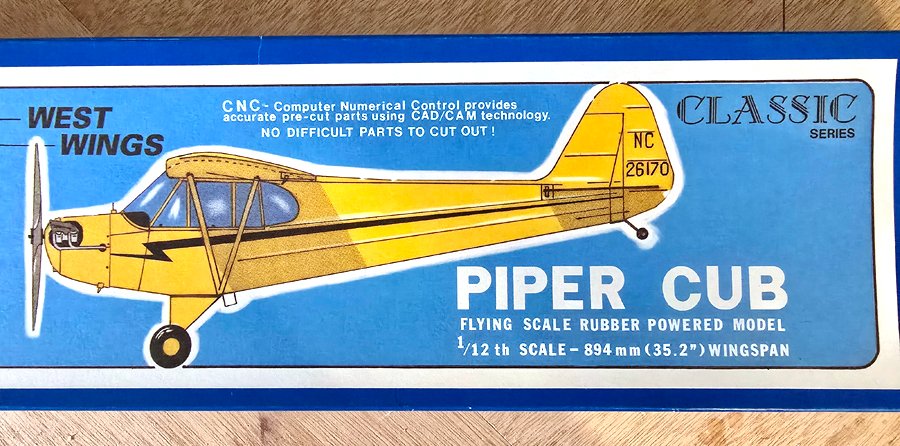 WEST
WINGS
CNC~ Computer Numerical Control provides
accurate pre-cut parts using CAD/CAM technology.
NO DIFFICULT PARTS TO CUT OUT!
CLASSIC
SERIES
NC
26170
PIPER CUB
FLYING SCALE RUBBER POWERED MODEL
1/12 th SCALE – 894mm (35.2") WINGSPAN